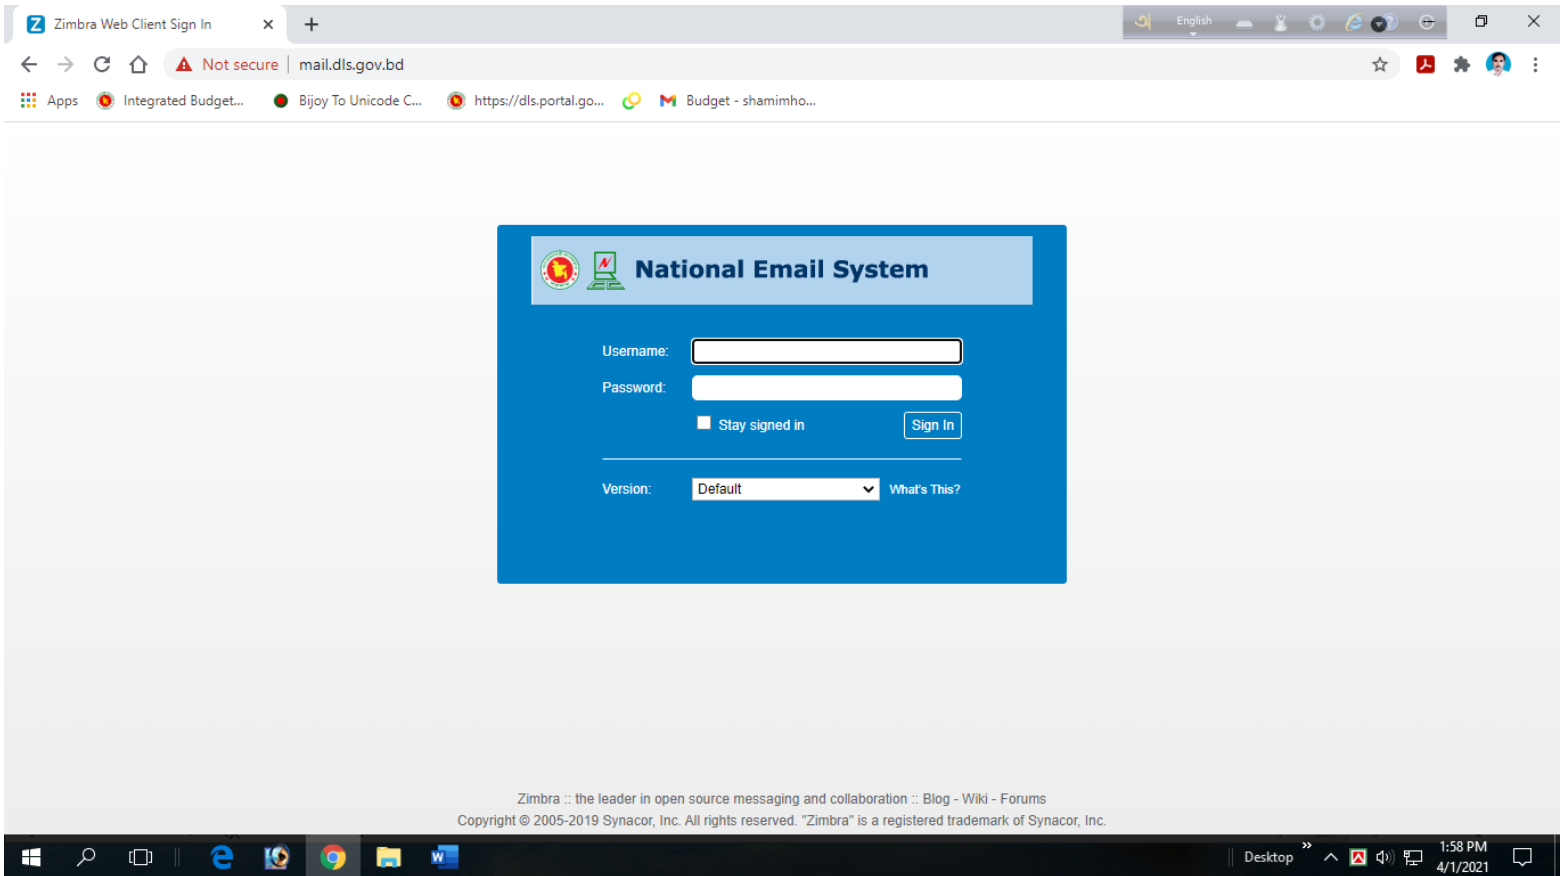 Zimbra Web Client Sign In
English
Not secure mail.dls.gov.bd
Apps Integrated Budget... Bijoy To Unicode C... https://dls.portal.go... Budget - shamimho...
National Email System
Username:
Password:
Stay signed in Sign In
Version: Default What's This?
Zimbra :: the leader in open source messaging and collaboration :: Blog - Wiki - Forums
Copyright © 2005-2019 Synacor, Inc. All rights reserved. "Zimbra" is a registered trademark of Synacor, Inc.
Desktop 1:58 PM
4/1/2021